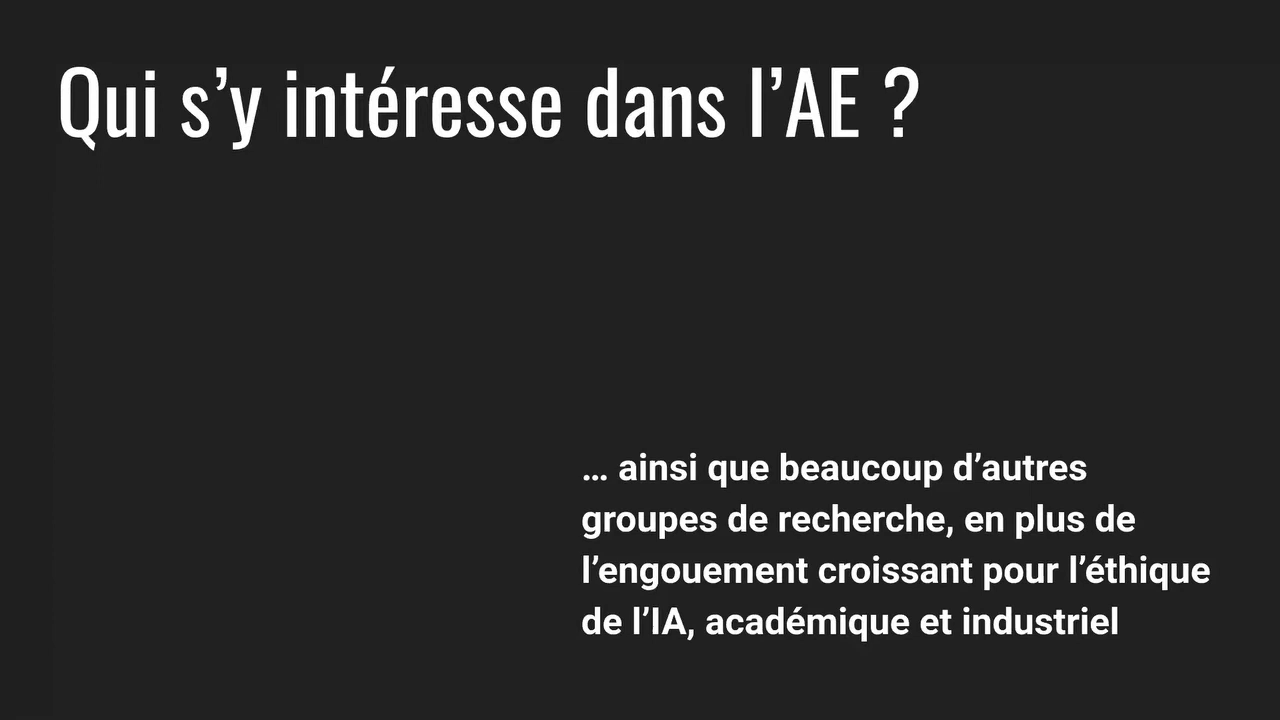 Qui s’y intéresse dans l’AE ?
… ainsi que beaucoup d’autres
groupes de recherche, en plus de
l’engouement croissant pour l’éthique
de l’IA, académique et industriel